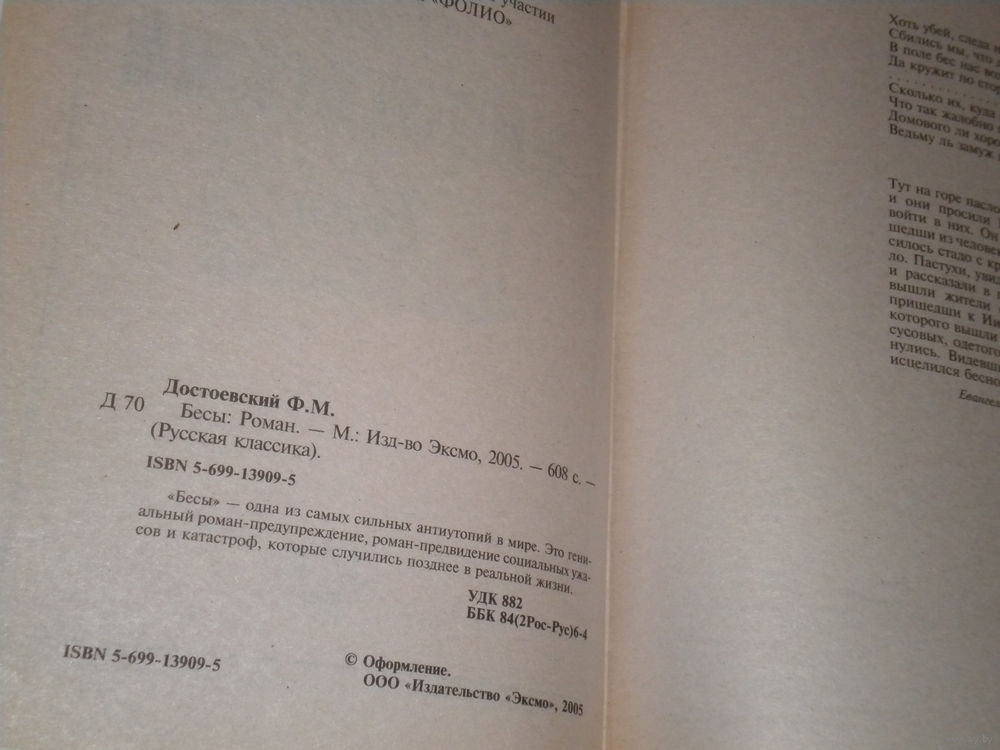 участии
«ФОЛИО»
Достоевский Ф.М.
Д 70
Бесы: Роман. — М.: Изд-во Эксмо, 2005. — 608 с. —
(Русская классика).
ISBN 5-699-13909-5
«Бесы» — одна из самых сильных антиутопий в мире. Это гени-
альный роман-предупреждение, роман-предвидение социальных ужа-
сов и катастроф, которые случились позднее в реальной жизни.
УДК 882
ББК 84(2Рос-Рус)6-4
ISBN 5-699-13909-5
© Оформление.
ООО «Издательство «Эксмо», 2005
Хоть убей, следа
Сбились мы, что
В поле бес нас
Да кружит по
. . . . . . . . . . . .
Сколько их, куда
Что так жалобно
Домового ли
Ведьму ль замуж
Тут на горе
и они просили
войти в них. Он
шедши из
силось стадо с
ло. Пастухи,
и рассказали в
вышли жители
пришедши к
которого вышли
сусовых, одетого
нулись.
исцелился